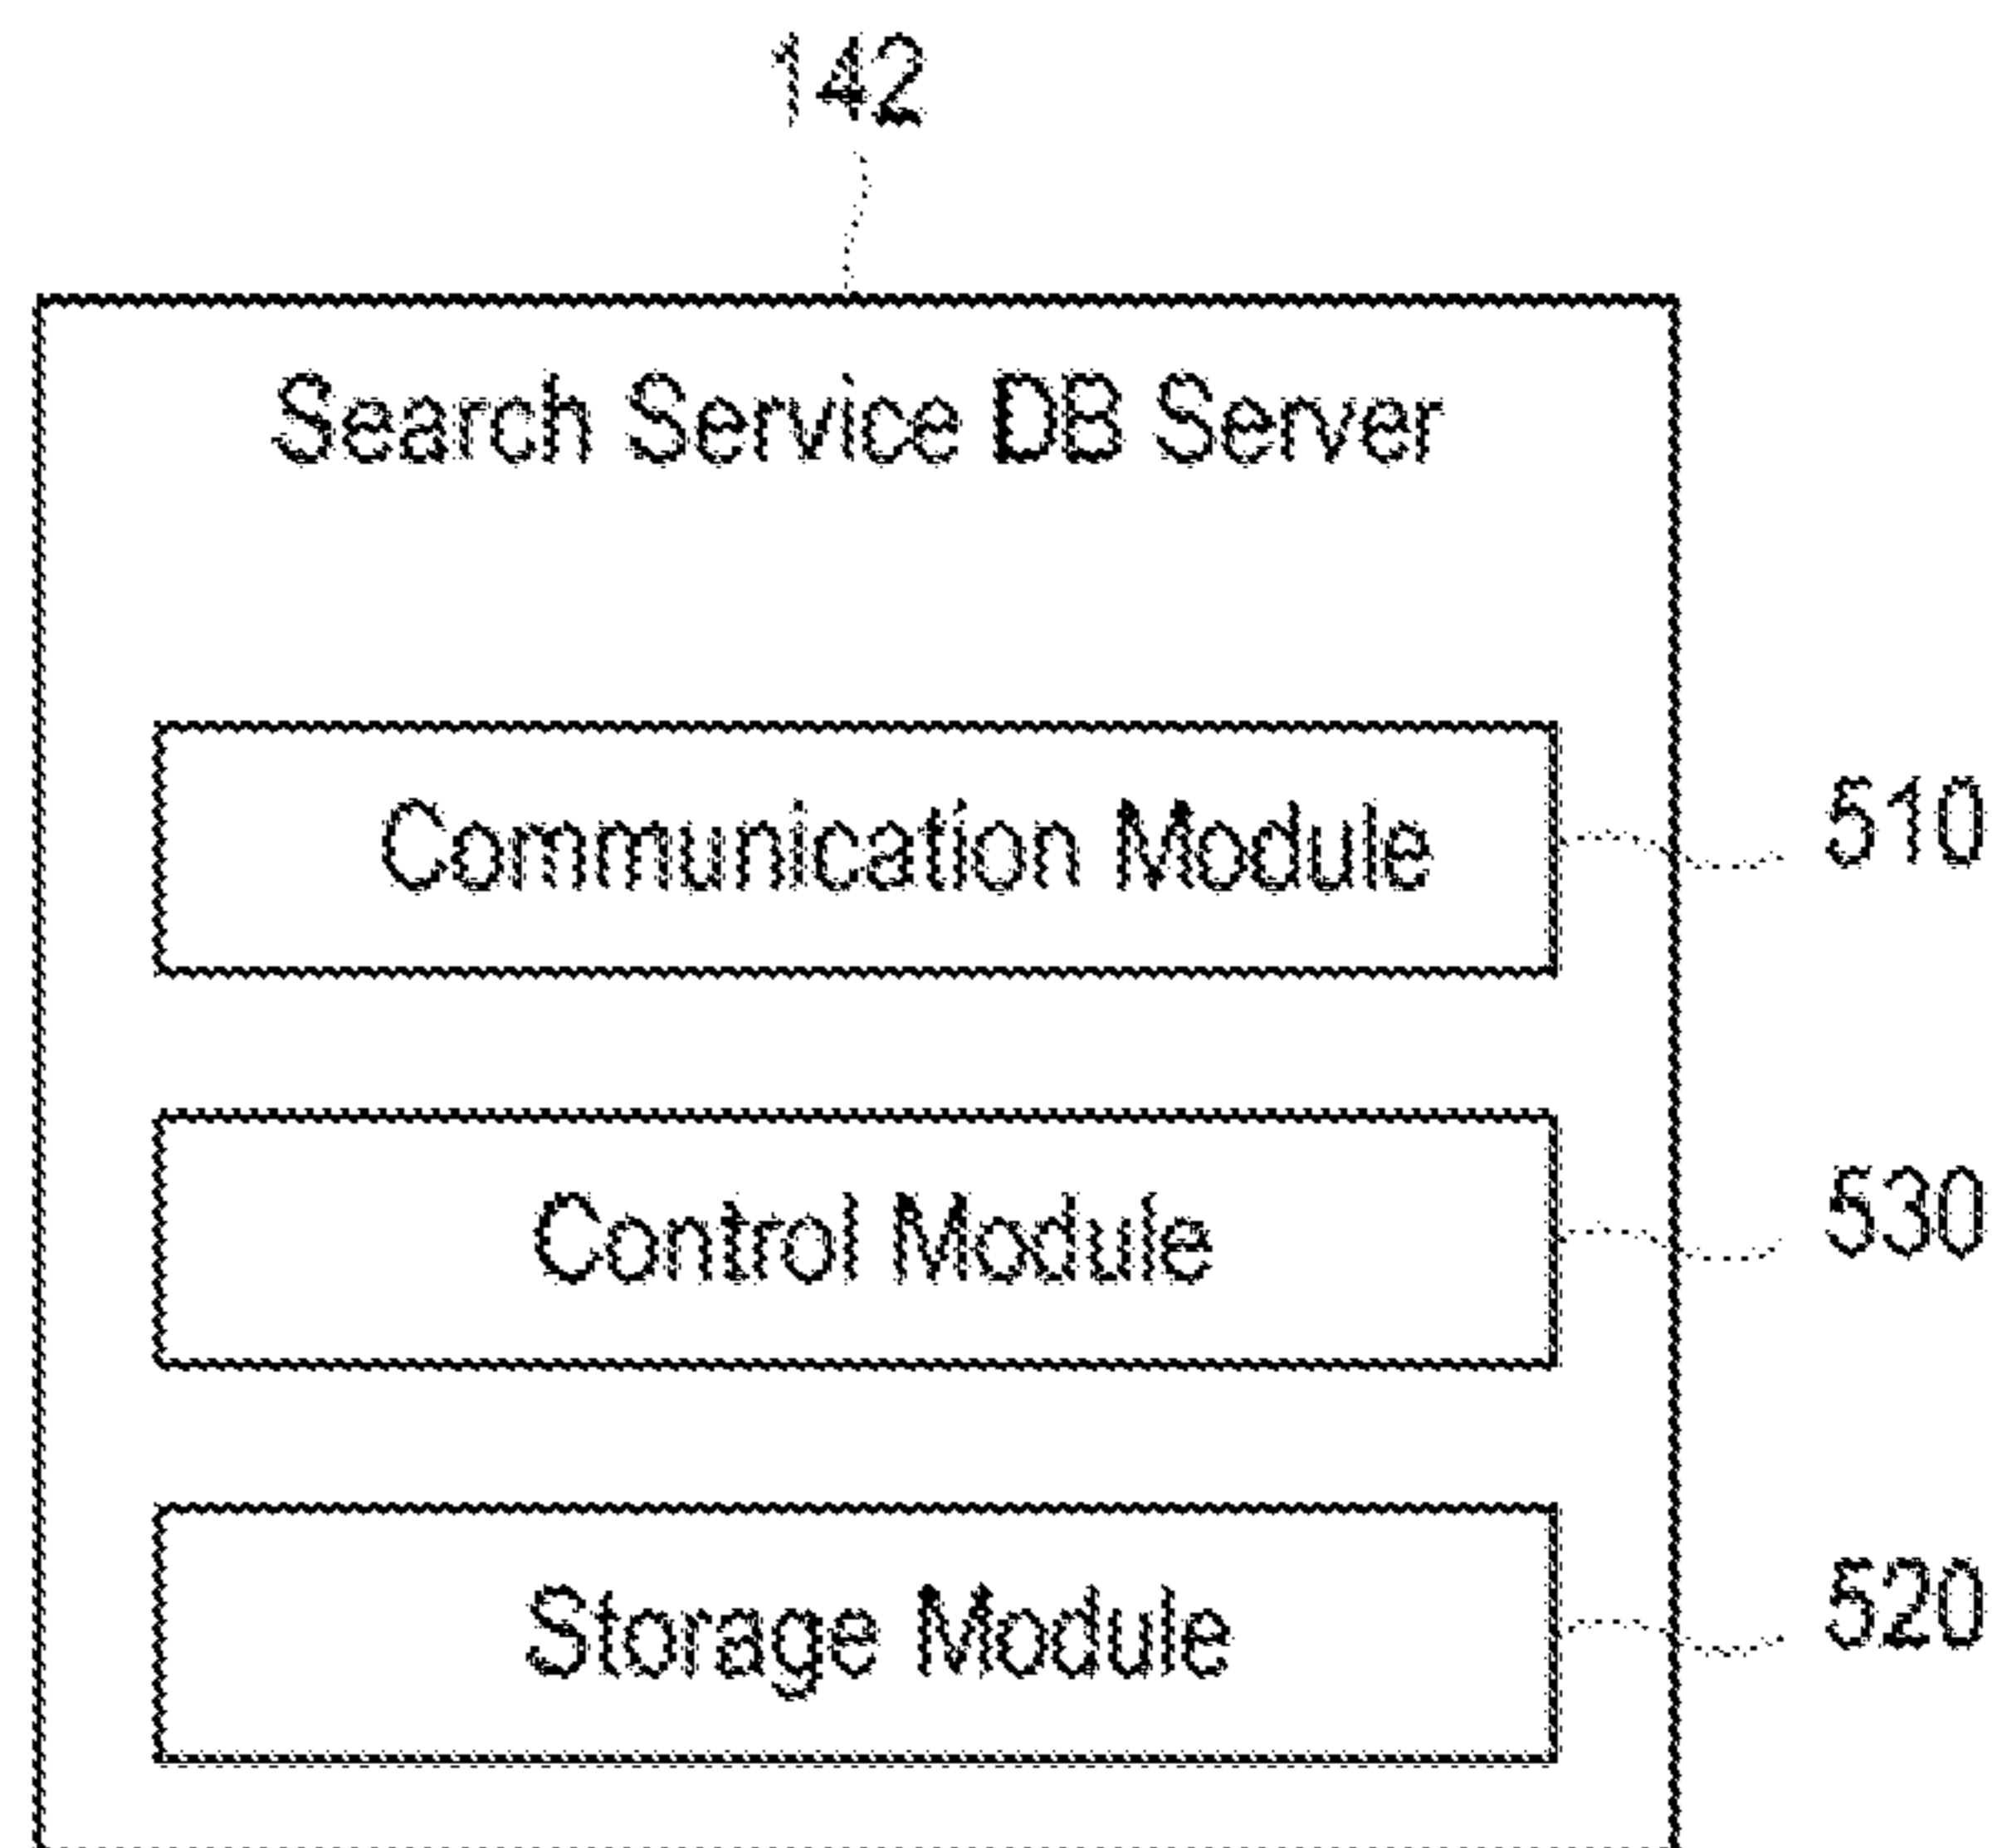 142
Search Service DB Server
Communication Module 510
Control Module 530
Storage Module 520